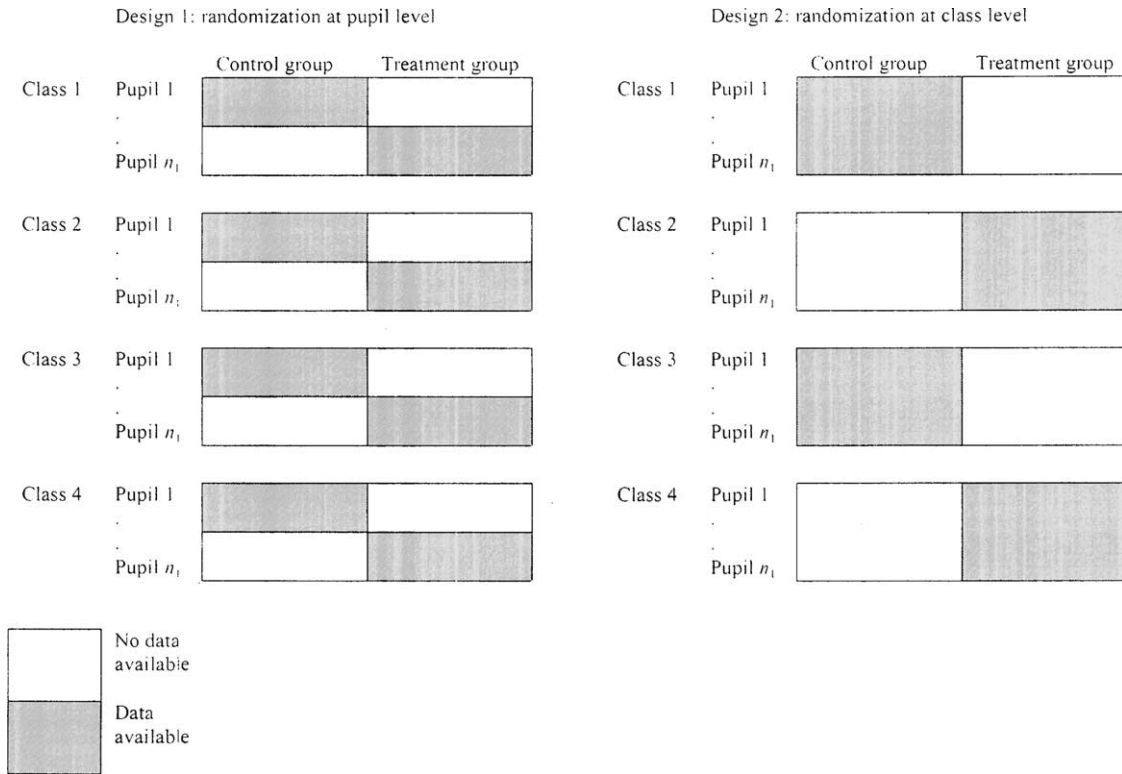 Design 1: randomization at pupil level
Control group Treatment group
Class 1 Pupil 1
.
.
Pupil n₁
Class 2 Pupil 1
.
.
Pupil n₁
Class 3 Pupil 1
.
.
Pupil n₁
Class 4 Pupil 1
.
.
Pupil n₁
Design 2: randomization at class level
Control group Treatment group
Class 1 Pupil 1
.
.
Pupil n₁
Class 2 Pupil 1
.
.
Pupil n₁
Class 3 Pupil 1
.
.
Pupil n₁
Class 4 Pupil 1
.
.
Pupil n₁
No data
available
Data
available